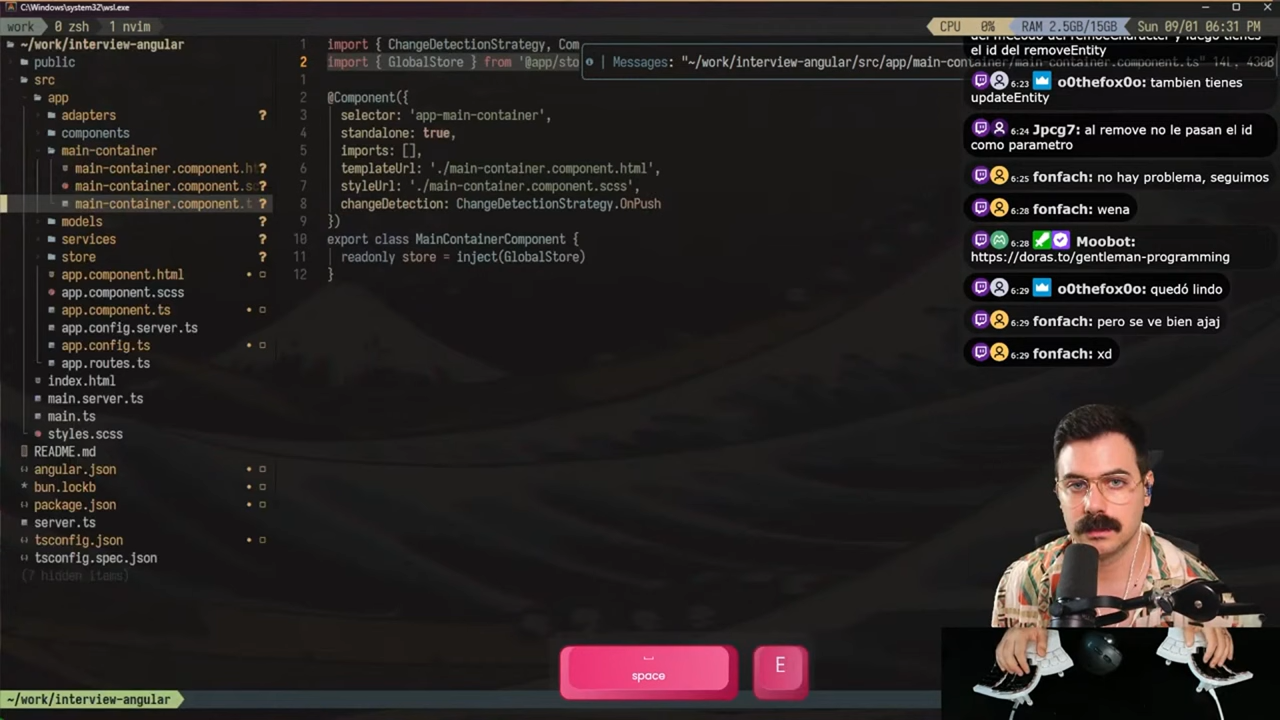 C:\Windows\system32\wsl.exe
work 0 zsh 1 nvim
CPU 0% RAM 2.5GB/15GB Sun 09/01 06:31 PM
~/work/interview-angular
public
src
app
adapters ?
components
main-container
main-container.component.ht ?
main-container.component.sc ?
main-container.component.t ?
models ?
services ?
store ?
app.component.html
app.component.scss
app.component.ts
app.config.server.ts
app.config.ts
app.routes.ts
index.html
main.server.ts
main.ts
styles.scss
README.md
angular.json
bun.lockb
package.json
server.ts
tsconfig.json
tsconfig.spec.json
(7 hidden items)
1 import { ChangeDetectionStrategy, Com
2 import { GlobalStore } from '@app/sto
1
2 @Component({
3 selector: 'app-main-container',
4 standalone: true,
5 imports: [],
6 templateUrl: './main-container.component.html',
7 styleUrl: './main-container.component.scss',
8 changeDetection: ChangeDetectionStrategy.OnPush
9 })
10 export class MainContainerComponent {
11 readonly store = inject(GlobalStore)
12 }
Messages: "~/work/interview-angular/src/app/main-container/main-container.component.ts" 14L, 430B
el id del removeEntity
6:23 o0thefox0o: tambien tienes
updateEntity
6:24 Jpcg7: al remove no le pasan el id
como parametro
6:25 fonfach: no hay problema, seguimos
6:28 fonfach: wena
6:28 Moobot:
https://doras.to/gentleman-programming
6:29 o0thefox0o: quedó lindo
6:29 fonfach: pero se ve bien ajaj
6:29 fonfach: xd
space
E
~/work/interview-angular